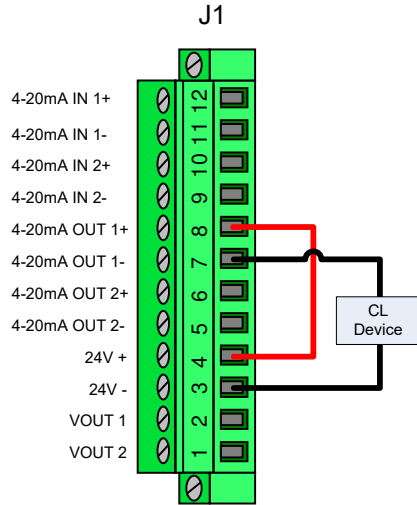 J1
4-20mA IN 1+ 12
4-20mA IN 1- 11
4-20mA IN 2+ 10
4-20mA IN 2- 9
4-20mA OUT 1+ 8
4-20mA OUT 1- 7
4-20mA OUT 2+ 6
4-20mA OUT 2- 5
24V + 4
24V - 3
VOUT 1 2
VOUT 2 1
CL
Device